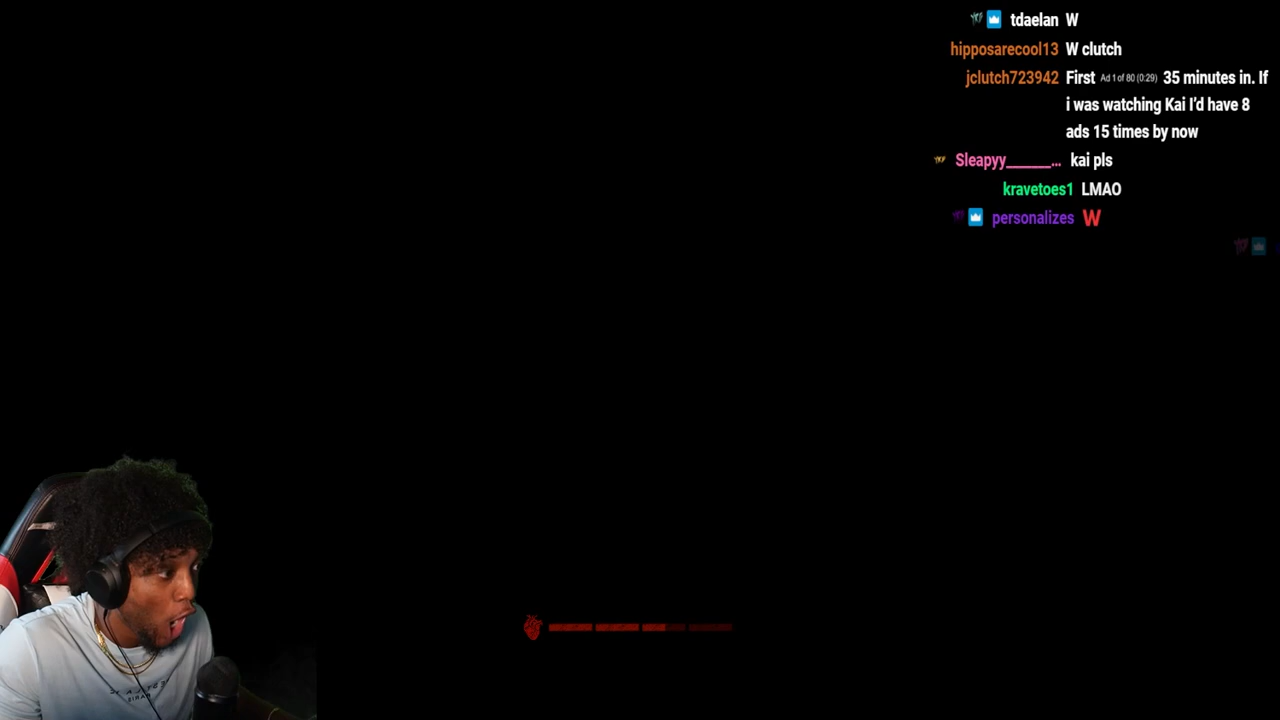 tdaelan W
hipposarecool13 W clutch
jclutch723942 First Ad 1 of 80 (0:29) 35 minutes in. If
i was watching Kai I'd have 8
ads 15 times by now
Sleapyy______... kai pls
kravetoes1 LMAO
personalizes W